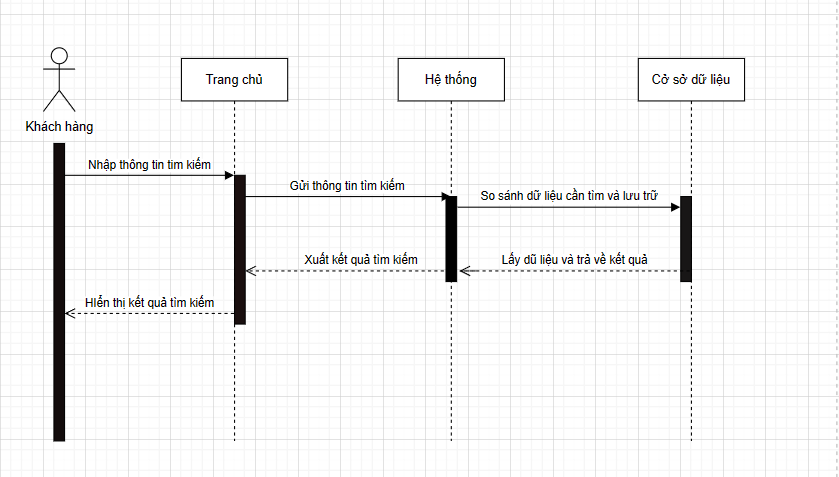 Trang chủ
Hệ thống
Cở sở dữ liệu
Khách hàng
Nhập thông tin tim kiếm
Gửi thông tin tìm kiếm
So sánh dữ liệu cần tìm và lưu trữ
Xuất kết quả tìm kiếm
Lấy dũ liệu và trả về kết quả
HIển thị kết quả tìm kiếm